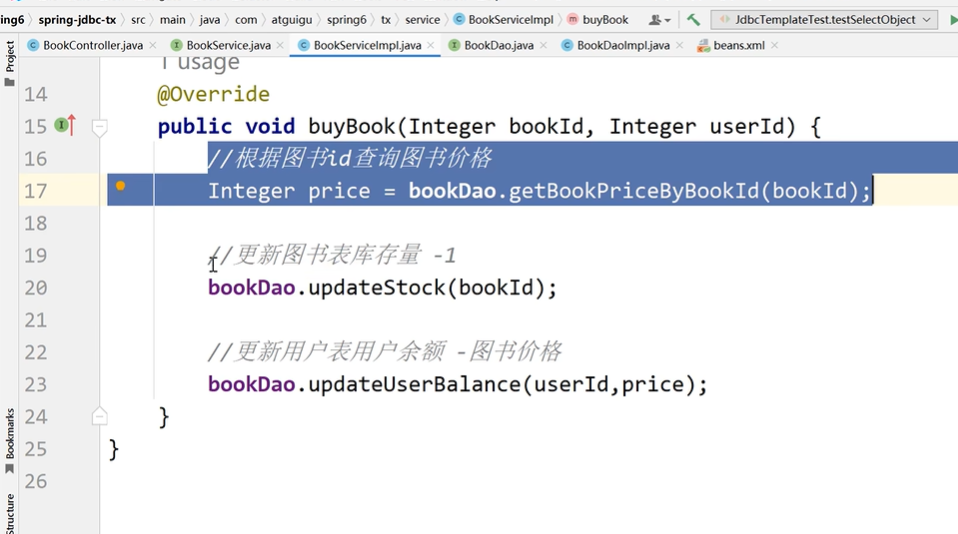 ing6 spring-jdbc-tx src main java com atguigu spring6 tx service BookServiceImpl buyBook JdbcTemplateTest.testSelectObject
BookController.java BookService.java BookServiceImpl.java BookDao.java BookDaoImpl.java beans.xml
Project
1 usage
14 @Override
15 public void buyBook(Integer bookId, Integer userId) {
16 //根据图书id查询图书价格
17 Integer price = bookDao.getBookPriceByBookId(bookId);
18
19 //更新图书表库存量 -1
20 bookDao.updateStock(bookId);
21
22 //更新用户表用户余额 -图书价格
23 bookDao.updateUserBalance(userId,price);
24 }
25 }
26
Bookmarks
Structure